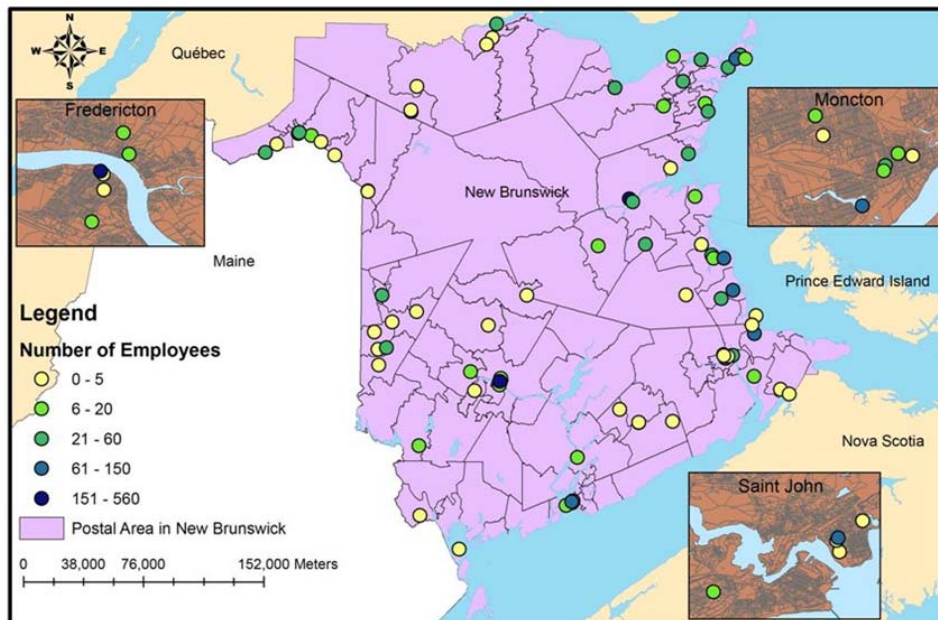 N
W E
S
Québec
Fredericton
Moncton
New Brunswick
Maine
Prince Edward Island
Legend
Number of Employees
0 - 5
6 - 20
21 - 60
61 - 150
151 - 560
Postal Area in New Brunswick
Nova Scotia
Saint John
0 38,000 76,000 152,000 Meters